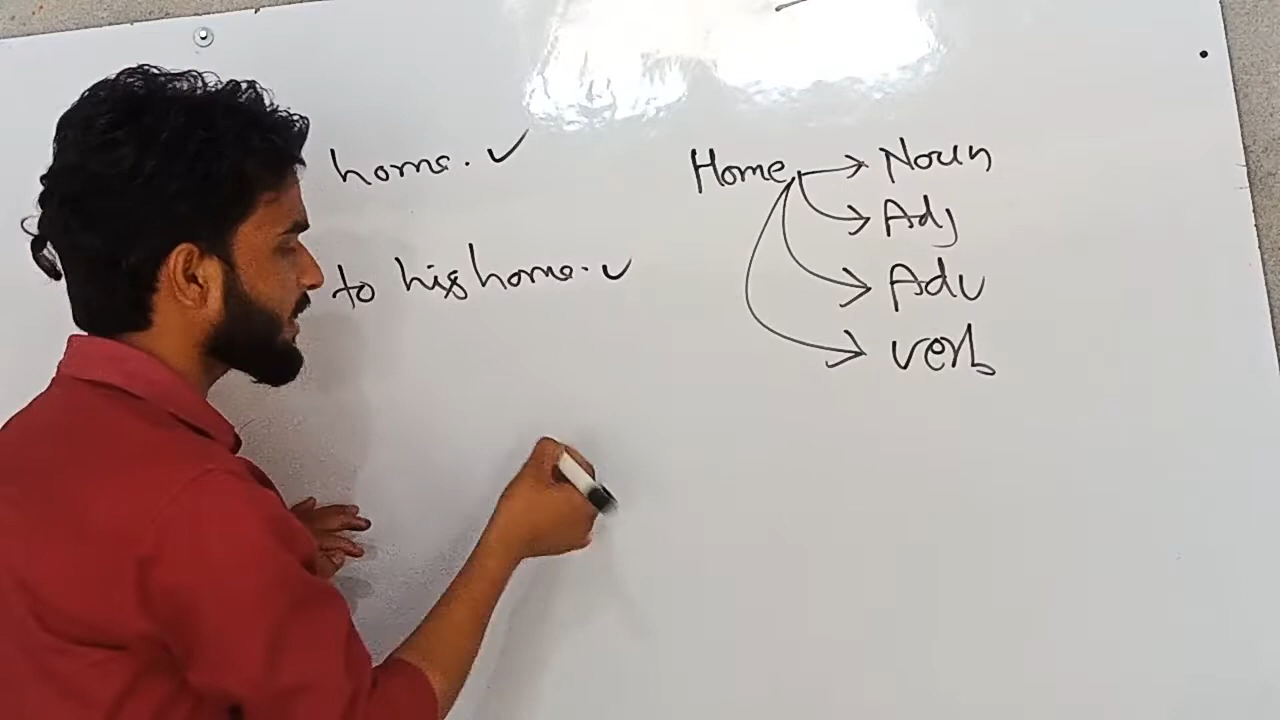 home. ✓
to his home. ✓
Home → Noun
→ Adj
→ Adv
→ verb